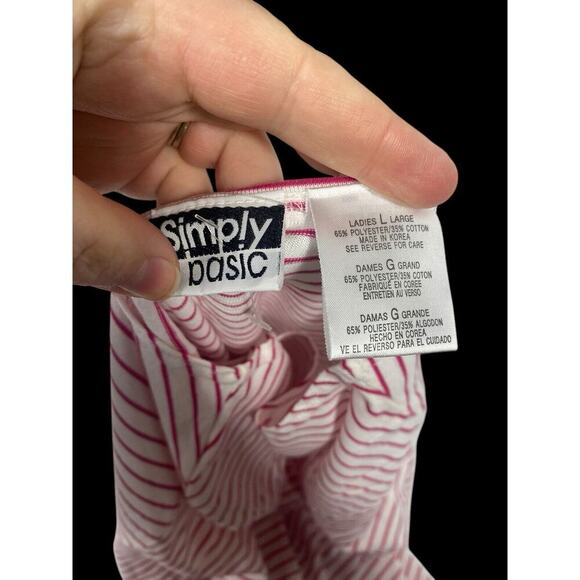 Simply
basic
LADIES L LARGE
65% POLYESTER/35% COTTON
MADE IN KOREA
SEE REVERSE FOR CARE
DAMES G GRAND
65% POLYESTER/35% COTON
FABRIQUÉ EN COREE
ENTRETIEN AU VERSO
DAMAS G GRANDE
65% POLIESTER/35% ALGODON
HECHO EN COREA
VE EL REVERSO PARA EL CUIDADO